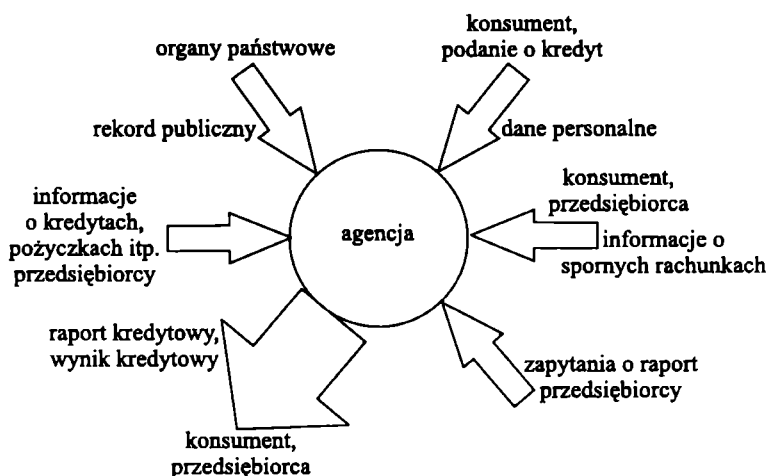 organy państwowe
rekord publiczny
konsument,
podanie o kredyt
dane personalne
informacje
o kredytach,
pożyczkach itp.
przedsiębiorcy
agencja
konsument,
przedsiębiorca
informacje o
spornych rachunkach
raport kredytowy,
wynik kredytowy
zapytania o raport
przedsiębiorcy
konsument,
przedsiębiorca